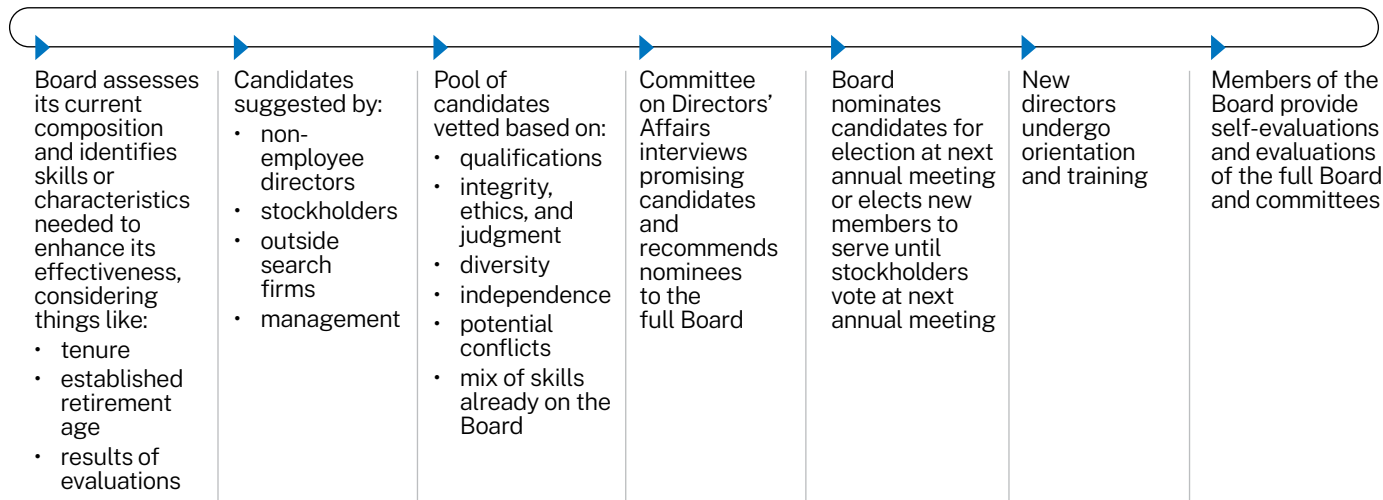 Board assesses
its current
composition
and identifies
skills or
characteristics
needed to
enhance its
effectiveness,
considering
things like:
• tenure
• established
retirement
age
• results of
evaluations
Candidates
suggested by:
• non-
employee
directors
• stockholders
• outside
search
firms
• management
Pool of
candidates
vetted based on:
• qualifications
• integrity,
ethics, and
judgment
• diversity
• independence
• potential
conflicts
• mix of skills
already on the
Board
Committee
on Directors’
Affairs
interviews
promising
candidates
and
recommends
nominees
to the
full Board
Board
nominates
candidates for
election at next
annual meeting
or elects new
members to
serve until
stockholders
vote at next
annual meeting
New
directors
undergo
orientation
and training
Members of the
Board provide
self-evaluations
and evaluations
of the full Board
and committees